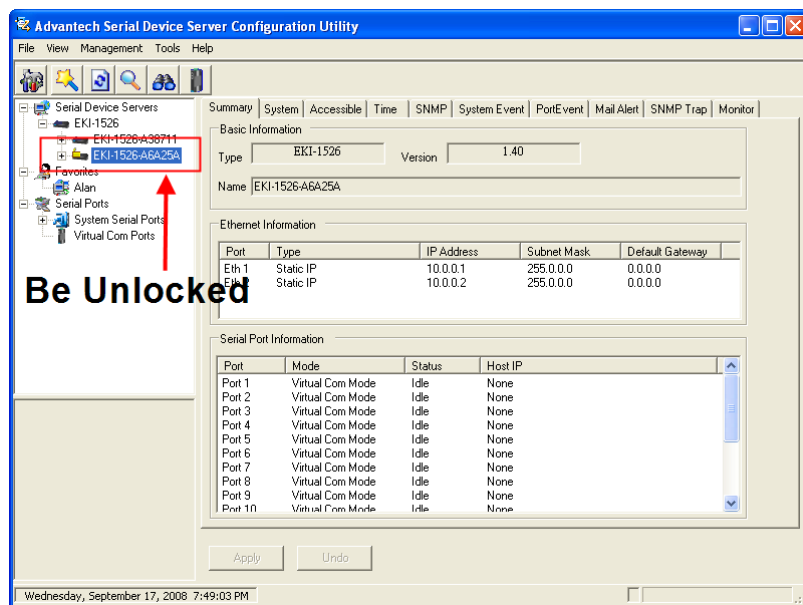 Advantech Serial Device Server Configuration Utility
File View Management Tools Help
Serial Device Servers
EKI-1526
EKI-1526-A38711
EKI-1526-A6A25A
Favorites
Alan
Serial Ports
System Serial Ports
Virtual Com Ports
Be Unlocked
Summary System Accessible Time SNMP System Event PortEvent Mail Alert SNMP Trap Monitor
Basic Information
Type EKI-1526 Version 1.40
Name EKI-1526-A6A25A
Ethernet Information
Port Type IP Address Subnet Mask Default Gateway
Eth 1 Static IP 10.0.0.1 255.0.0.0 0.0.0.0
Eth 2 Static IP 10.0.0.2 255.0.0.0 0.0.0.0
Serial Port Information
Port Mode Status Host IP
Port 1 Virtual Com Mode Idle None
Port 2 Virtual Com Mode Idle None
Port 3 Virtual Com Mode Idle None
Port 4 Virtual Com Mode Idle None
Port 5 Virtual Com Mode Idle None
Port 6 Virtual Com Mode Idle None
Port 7 Virtual Com Mode Idle None
Port 8 Virtual Com Mode Idle None
Port 9 Virtual Com Mode Idle None
Port 10 Virtual Com Mode Idle None
Apply Undo
Wednesday, September 17, 2008 7:49:03 PM